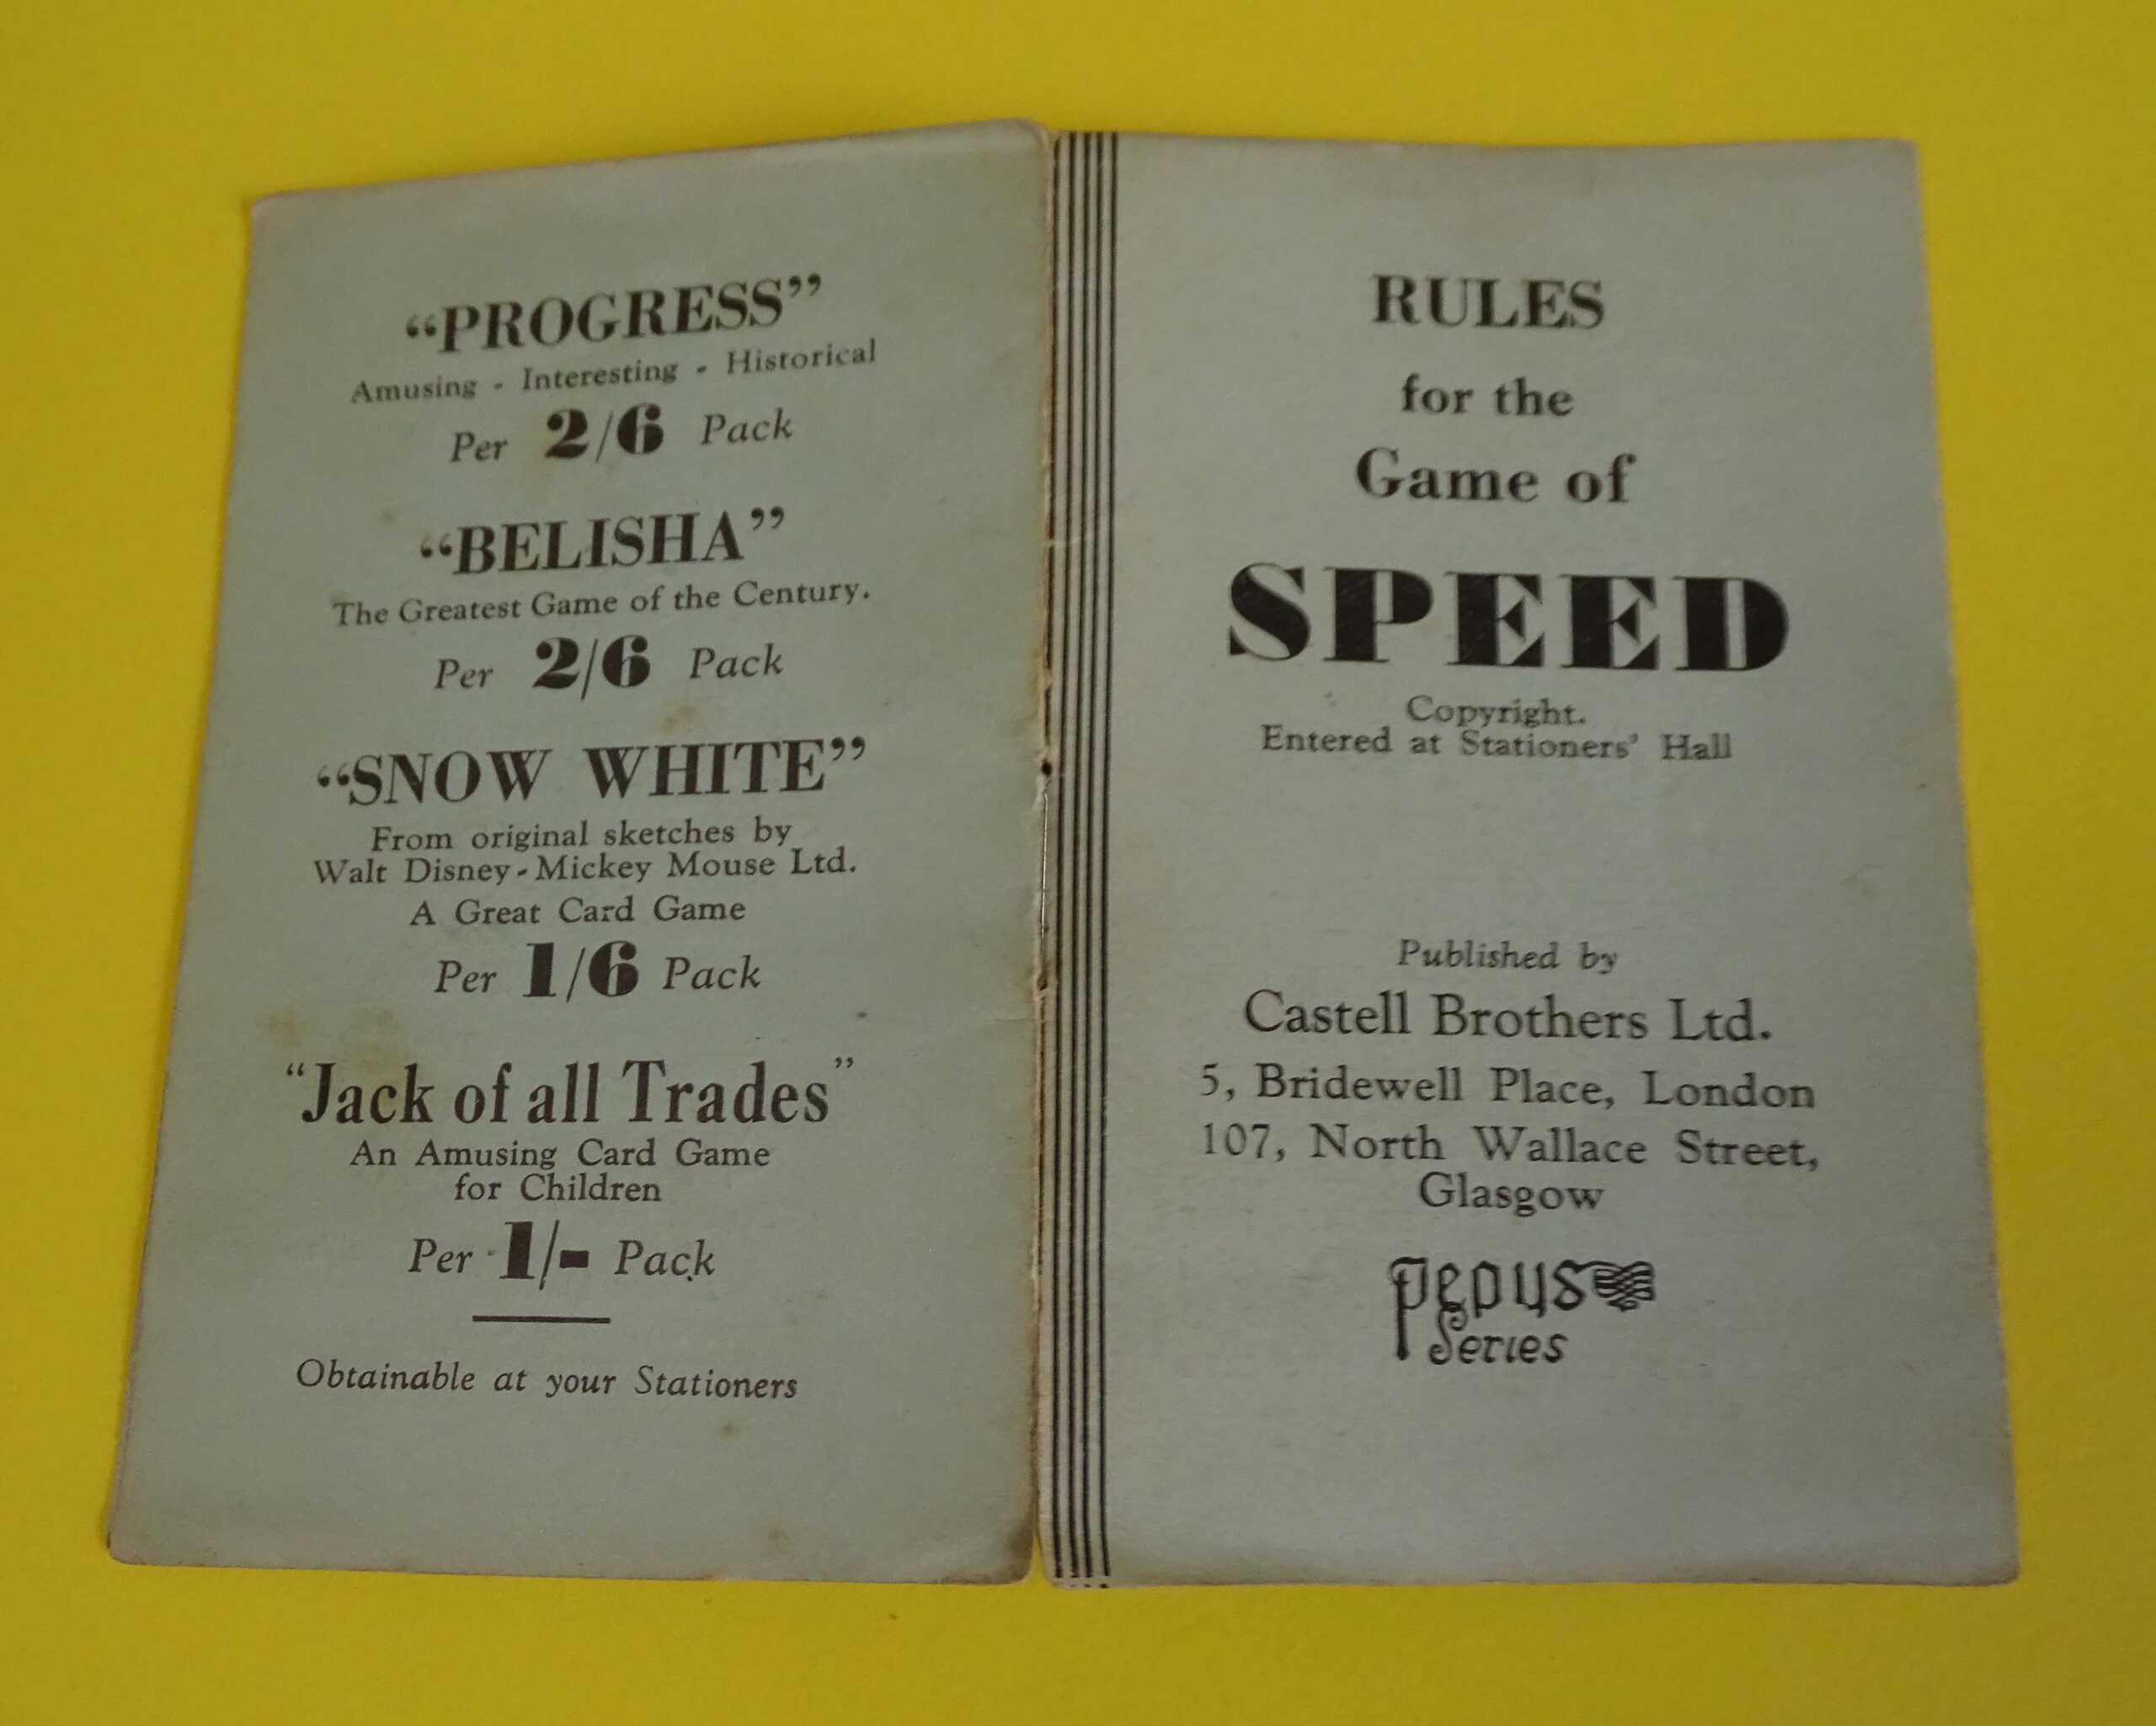 “PROGRESS”
Amusing - Interesting - Historical
Per 2/6 Pack
“BELISHA”
The Greatest Game of the Century.
Per 2/6 Pack
“SNOW WHITE”
From original sketches by
Walt Disney-Mickey Mouse Ltd.
A Great Card Game
Per 1/6 Pack
“Jack of all Trades”
An Amusing Card Game
for Children
Per 1/- Pack
Obtainable at your Stationers
RULES
for the
Game of
SPEED
Copyright.
Entered at Stationers’ Hall
Published by
Castell Brothers Ltd.
5, Bridewell Place, London
107, North Wallace Street,
Glasgow
Pepys
Series